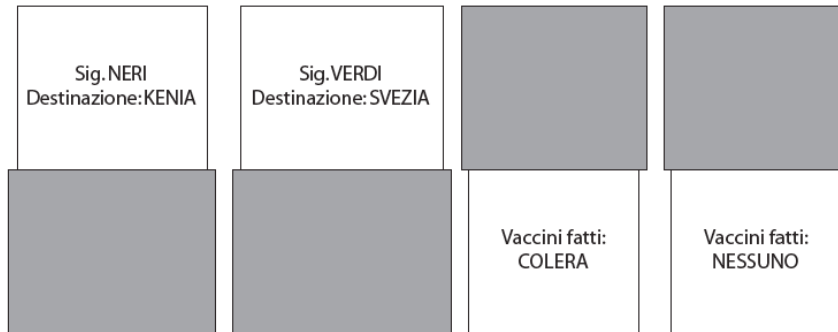 Sig. NERI
Destinazione: KENIA
Sig. VERDI
Destinazione: SVEZIA
Vaccini fatti:
COLERA
Vaccini fatti:
NESSUNO